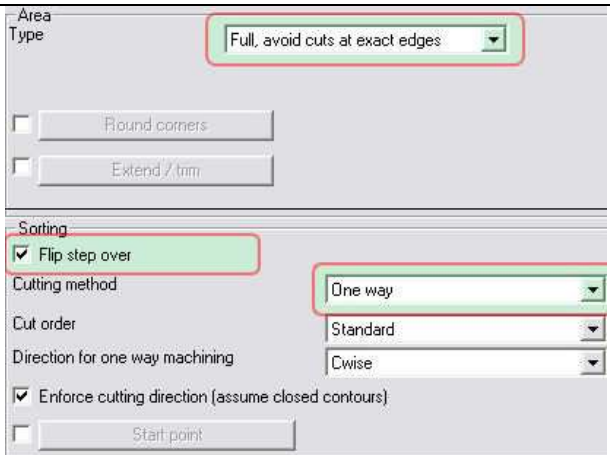 Area
Type
Full, avoid cuts at exact edges
Round corners
Extend / trim
Sorting
Flip step over
Cutting method
One way
Cut order
Standard
Direction for one way machining
Cwise
Enforce cutting direction (assume closed contours)
Start point